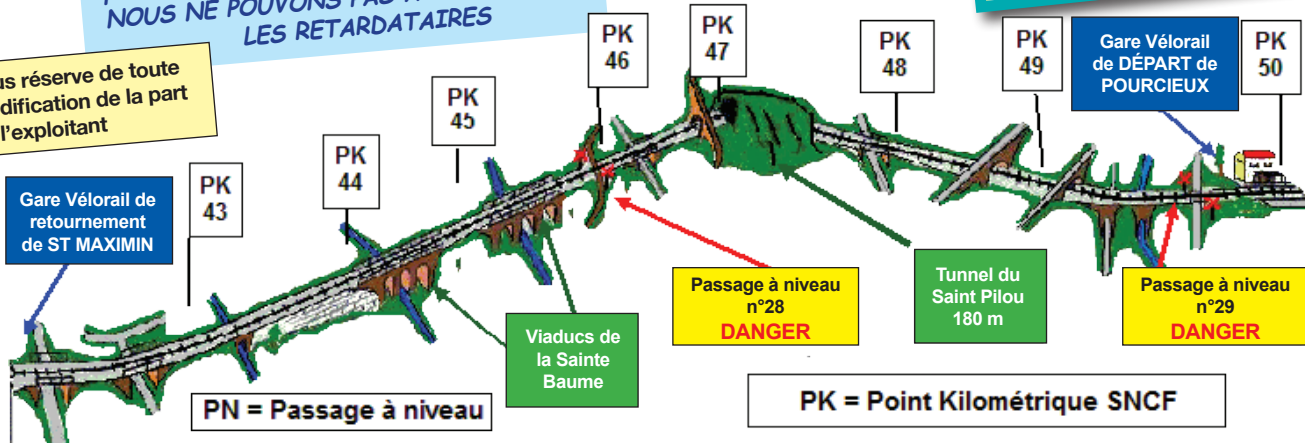 NOUS NE POUVONS PAS
LES RETARDATAIRES
réserve de toute
de la part
l'exploitant
PK
43
PK
44
PK
45
PK
46
PK
47
PK
48
PK
49
PK
50
Gare Vélorail
de DÉPART de
POURCIEUX
Gare Vélorail de
retournement
de ST MAXIMIN
Viaducs de
la Sainte
Baume
Passage à niveau
n°28
DANGER
Tunnel du
Saint Pilou
180 m
Passage à niveau
n°29
DANGER
PN = Passage à niveau
PK = Point Kilométrique SNCF